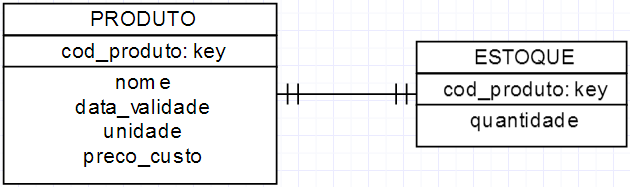 PRODUTO
cod_produto: key
nome
data_validade
unidade
preco_custo
ESTOQUE
cod_produto: key
quantidade